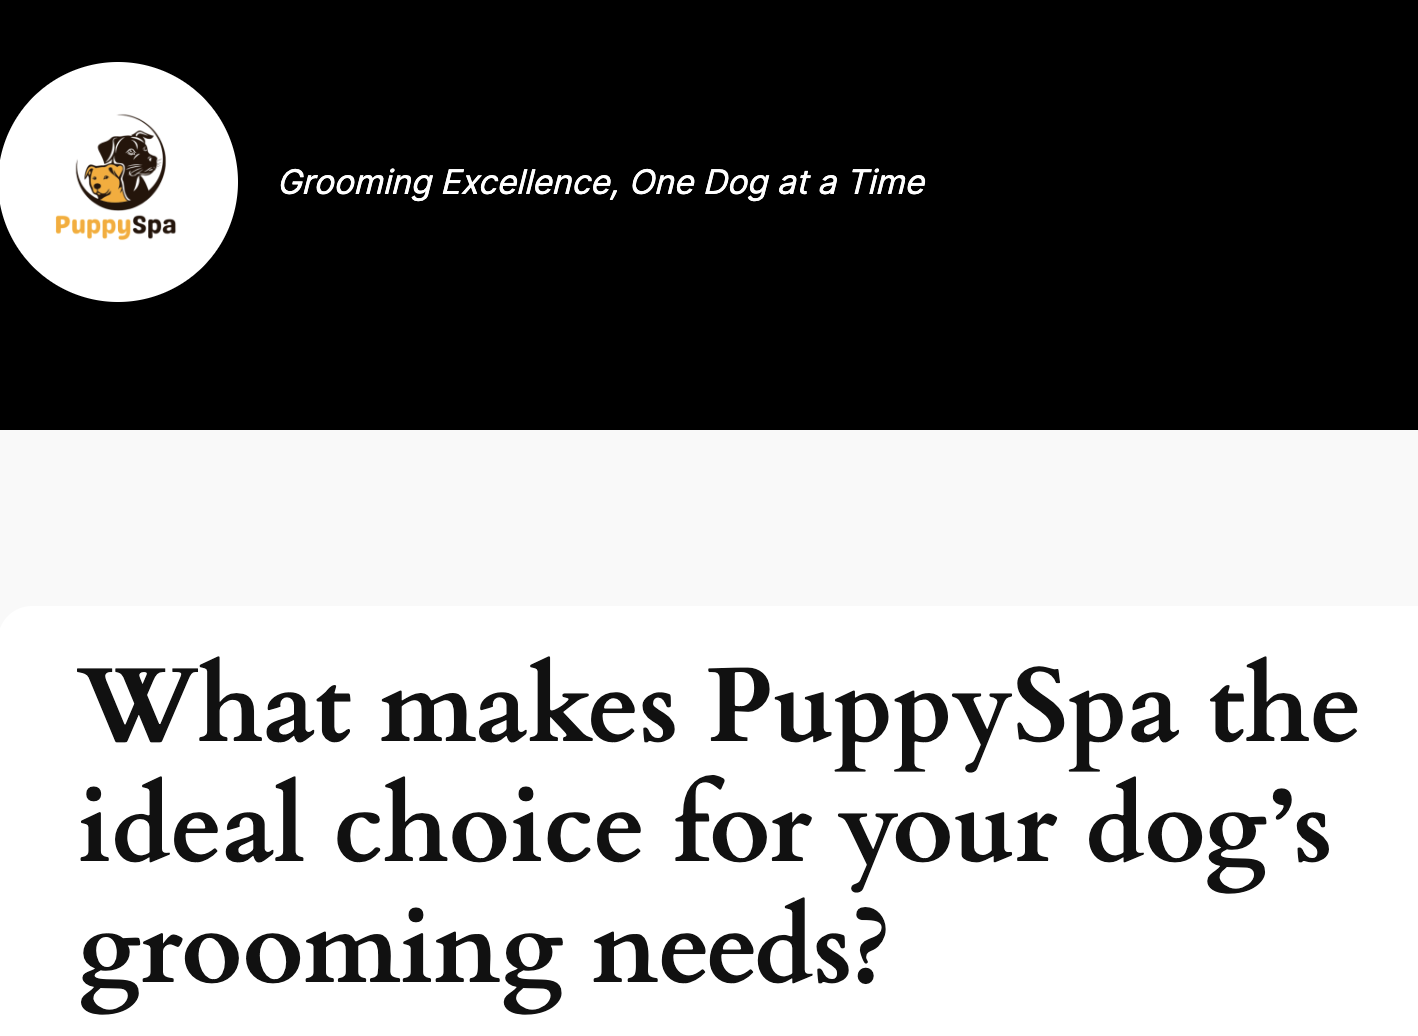 PuppySpa
Grooming Excellence, One Dog at a Time
What makes PuppySpa the
ideal choice for your dog’s
grooming needs?